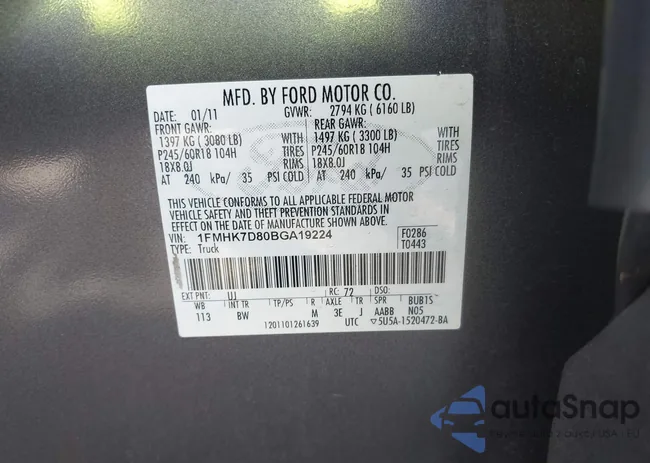 MFD. BY FORD MOTOR CO.
DATE: 01/11 GVWR: 2794 KG ( 6160 LB)
FRONT GAWR: REAR GAWR:
1397 KG ( 3080 LB) WITH 1497 KG ( 3300 LB) WITH
P245/60R18 104H TIRES P245/60R18 104H TIRES
18X8.0J RIMS 18X8.0J RIMS
AT 240 kPa/ 35 PSI COLD AT 240 kPa/ 35 PSI COLD
THIS VEHICLE CONFORMS TO ALL APPLICABLE FEDERAL MOTOR
VEHICLE SAFETY AND THEFT PREVENTION STANDARDS IN
EFFECT ON THE DATE OF MANUFACTURE SHOWN ABOVE.
VIN: 1FMHK7D80BGA19224 F0286
TYPE: Truck T0443
EXT PNT: UJ RC: 72 DSO:
WB INT TR TP/PS R AXLE TR SPR BUB1S
113 BW M 3E J AABB N05
1201101261639 UTC ▽5U5A-1520472-BA
autoSnap